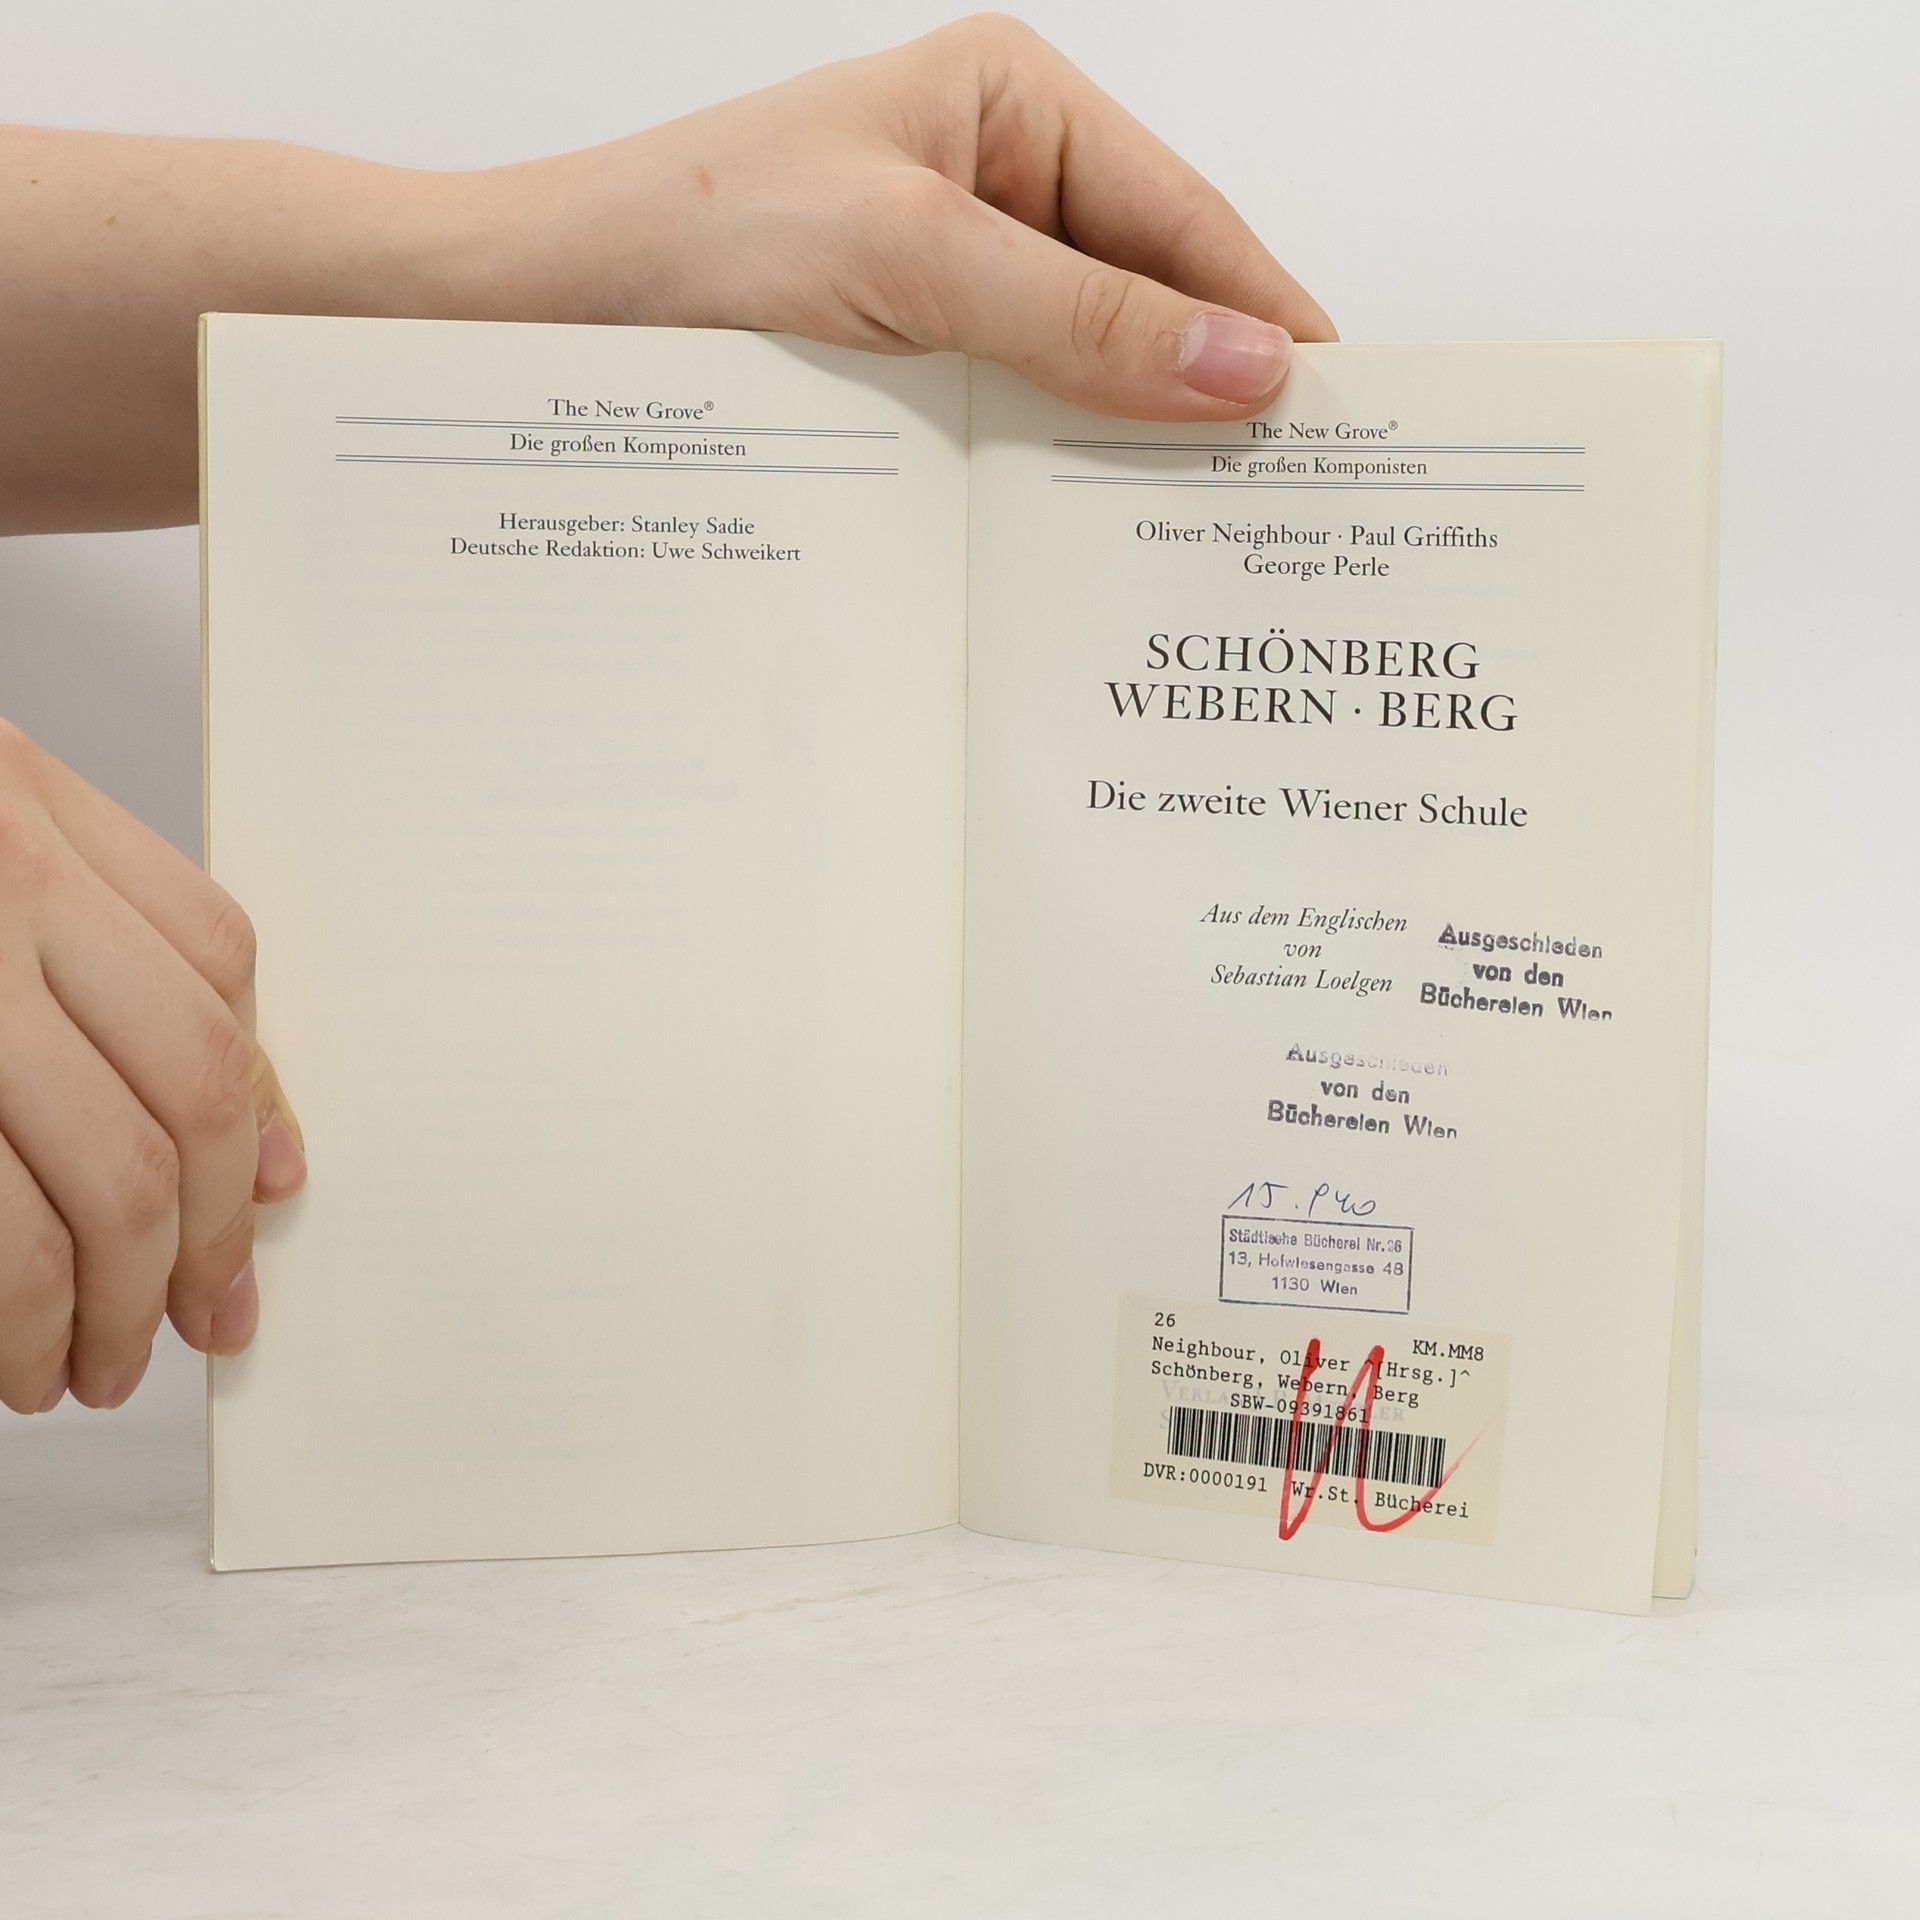 The New Grove®
Die großen Komponisten
Herausgeber: Stanley Sadie
Deutsche Redaktion: Uwe Schweikert
The New Grove®
Die großen Komponisten
Oliver Neighbour · Paul Griffiths
George Perle
SCHÖNBERG
WEBERN · BERG
Die zweite Wiener Schule
Aus dem Englischen
von
Sebastian Loelgen
Ausgeschieden
von den
Büchereien Wien
Ausgeschieden
von den
Büchereien Wien
Städtische Bücherei Nr. 26
13, Hofwiesengasse 48
1130 Wien
26
KM.MM8
Neighbour, Oliver ^[Hrsg.]^
Schönberg, Webern, Berg
SBW-09391861
DVR:0000191 Wr.St. Bücherei